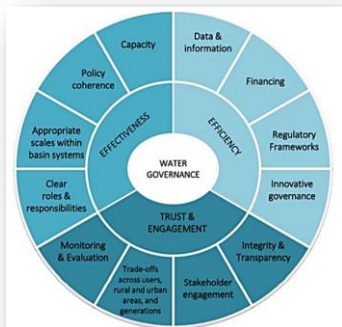 Capacity
Data &
information
Policy
coherence
Financing
EFFECTIVENESS
EFFICIENCY
Appropriate
scales within
basin systems
Regulatory
Frameworks
WATER
GOVERNANCE
Clear
roles &
responsibilities
Innovative
governance
TRUST &
ENGAGEMENT
Monitoring
& Evaluation
Integrity &
Transparency
Trade-offs
across users,
rural and urban
areas, and
generations
Stakeholder
engagement